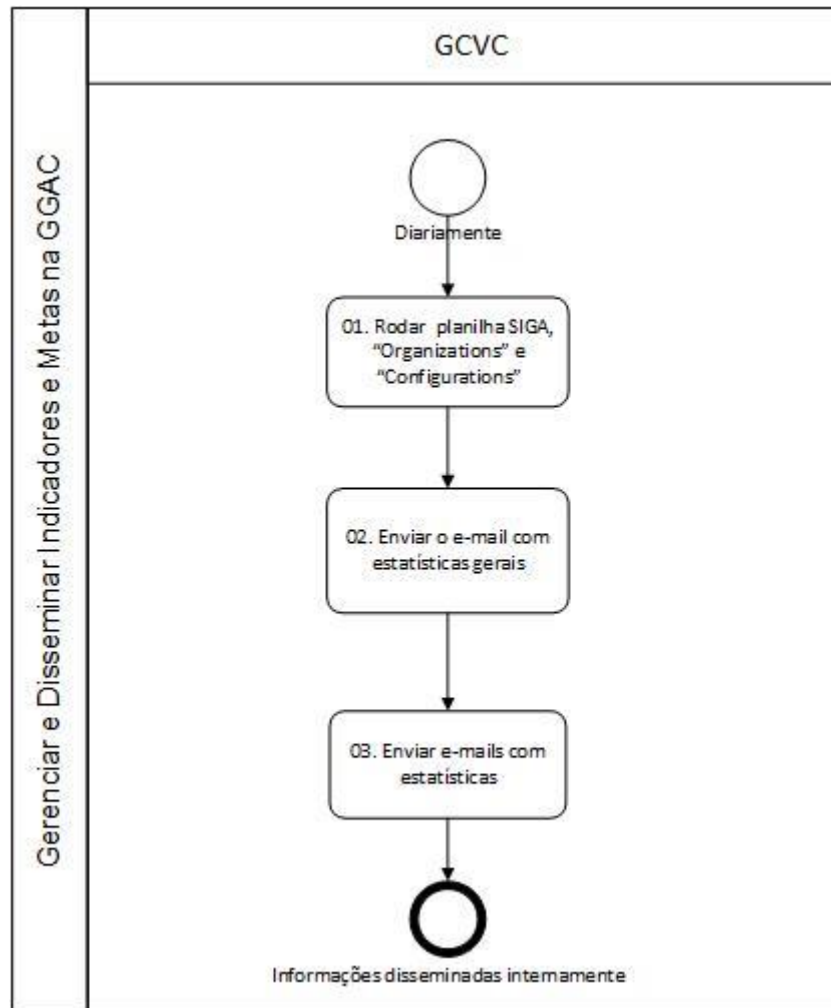 Gerenciar e Disseminar Indicadores e Metas na GGAC
GCVC
Diariamente
01. Rodar planilha SIGA,
“Organizations” e
“Configurations”
02. Enviar o e-mail com
estatísticas gerais
03. Enviar e-mails com
estatísticas
Informações disseminadas internamente